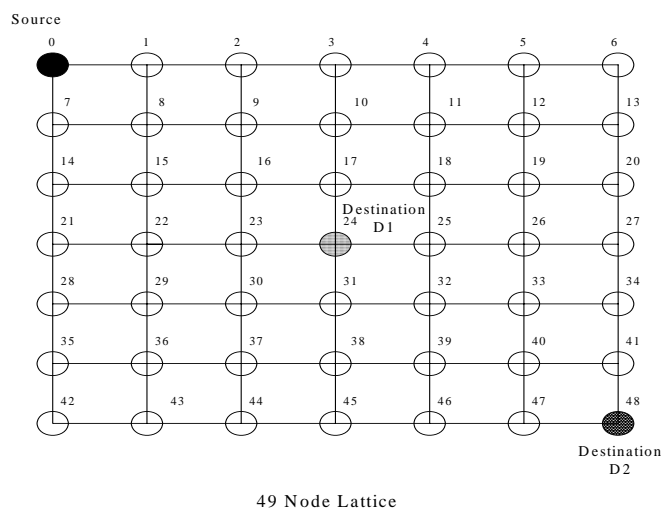 Source
0 1 2 3 4 5 6
7 8 9 10 11 12 13
14 15 16 17 18 19 20
Destination
D1
21 22 23 24 25 26 27
28 29 30 31 32 33 34
35 36 37 38 39 40 41
42 43 44 45 46 47 48
Destination
D2
49 Node Lattice